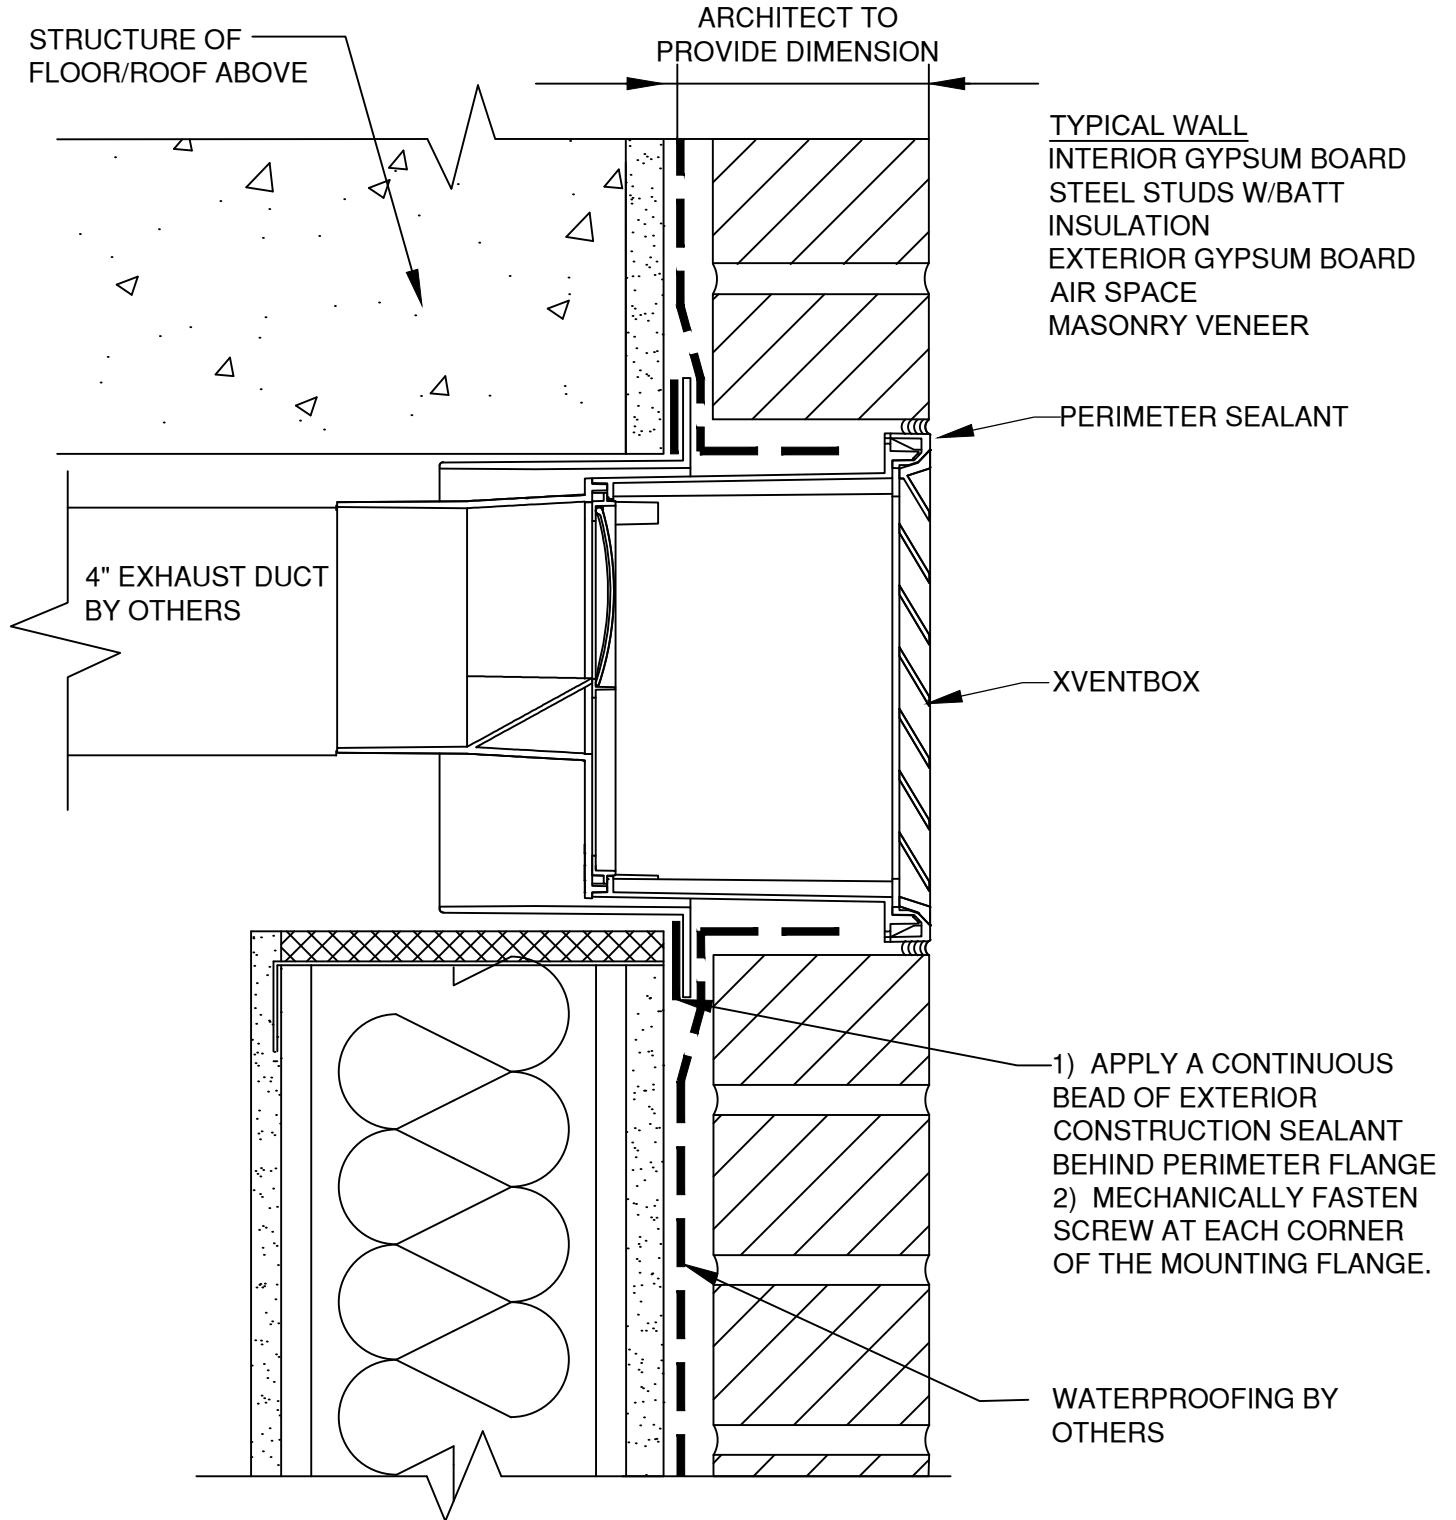 ARCHITECT TO
PROVIDE DIMENSION
STRUCTURE OF
FLOOR/ROOF ABOVE
TYPICAL WALL
INTERIOR GYPSUM BOARD
STEEL STUDS W/BATT
INSULATION
EXTERIOR GYPSUM BOARD
AIR SPACE
MASONRY VENEER
PERIMETER SEALANT
4" EXHAUST DUCT
BY OTHERS
XVENTBOX
1) APPLY A CONTINUOUS
BEAD OF EXTERIOR
CONSTRUCTION SEALANT
BEHIND PERIMETER FLANGE
2) MECHANICALLY FASTEN
SCREW AT EACH CORNER
OF THE MOUNTING FLANGE.
WATERPROOFING BY
OTHERS